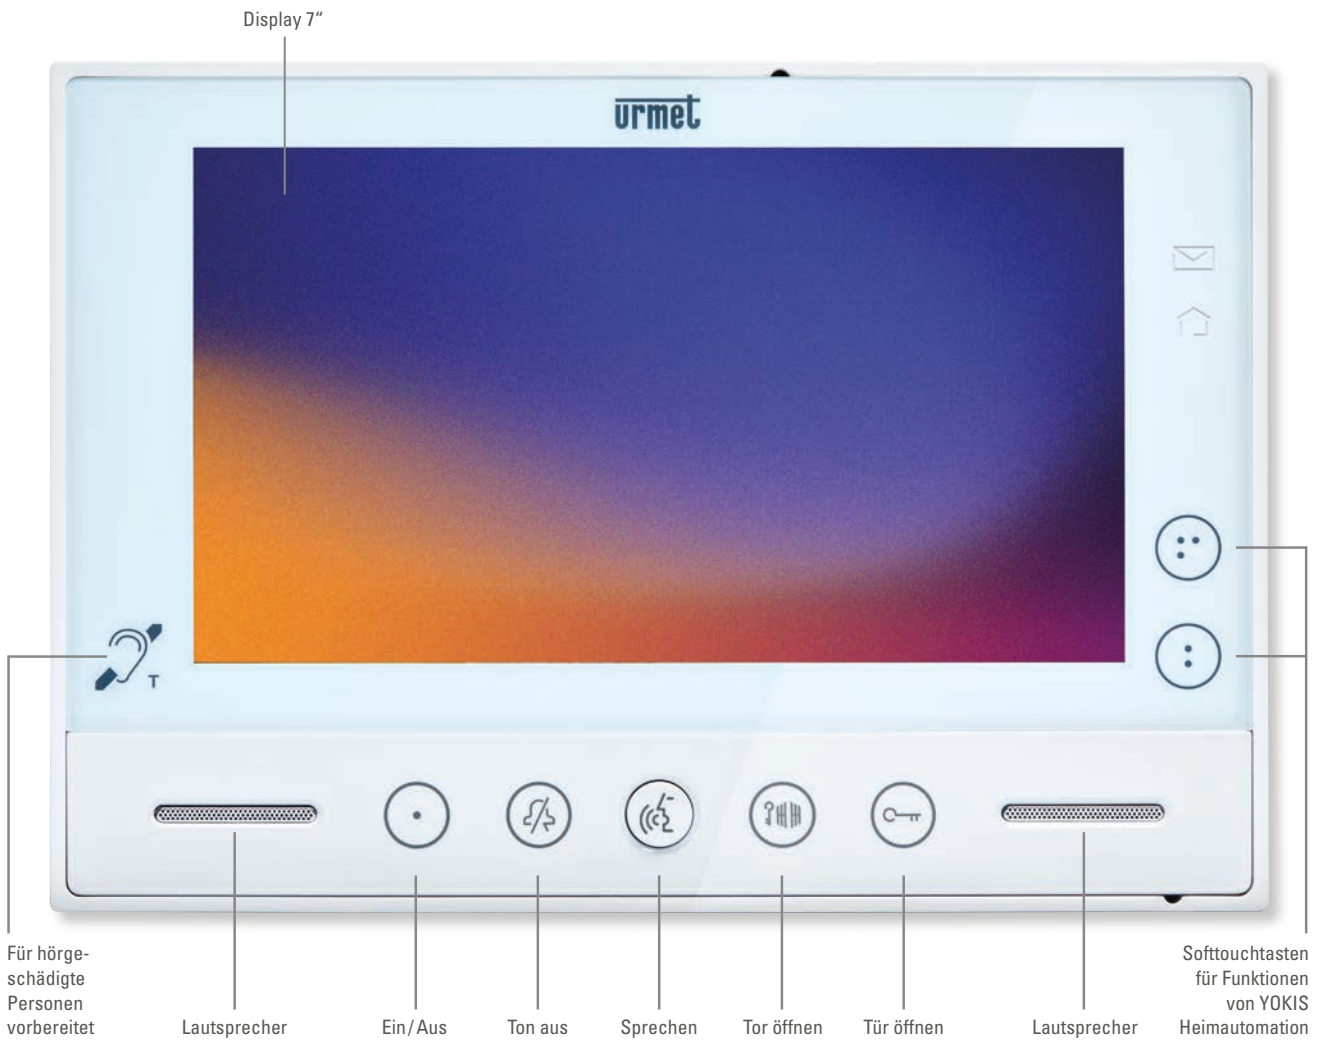 Display 7“
urmet
T
Für hörge-
schädigte
Personen
vorbereitet
Lautsprecher
Ein/Aus
Ton aus
Sprechen
Tor öffnen
Tür öffnen
Lautsprecher
Softtouchtasten
für Funktionen
von YOKIS
Heimautomation